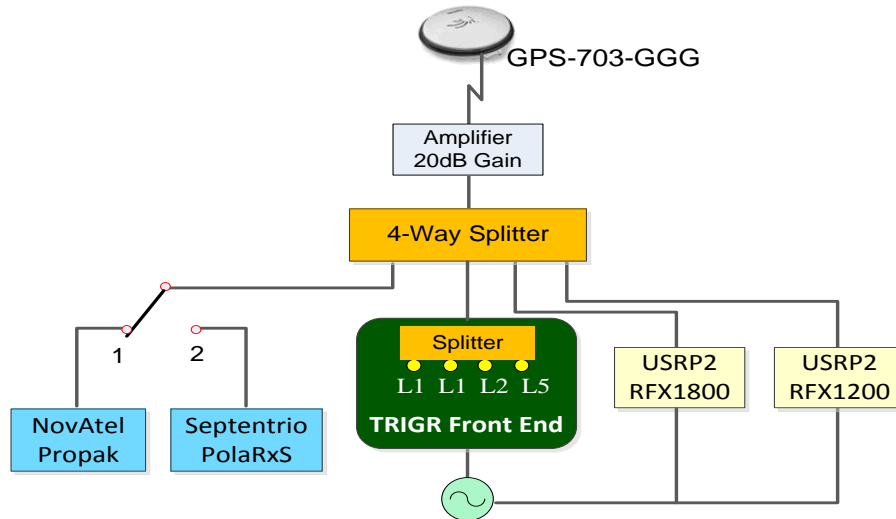 GPS-703-GGG
Amplifier
20dB Gain
4-Way Splitter
1
2
Splitter
L1 L1 L2 L5
TRIGR Front End
NovAtel
Propak
Septentrio
PolaRxS
USRP2
RFX1800
USRP2
RFX1200